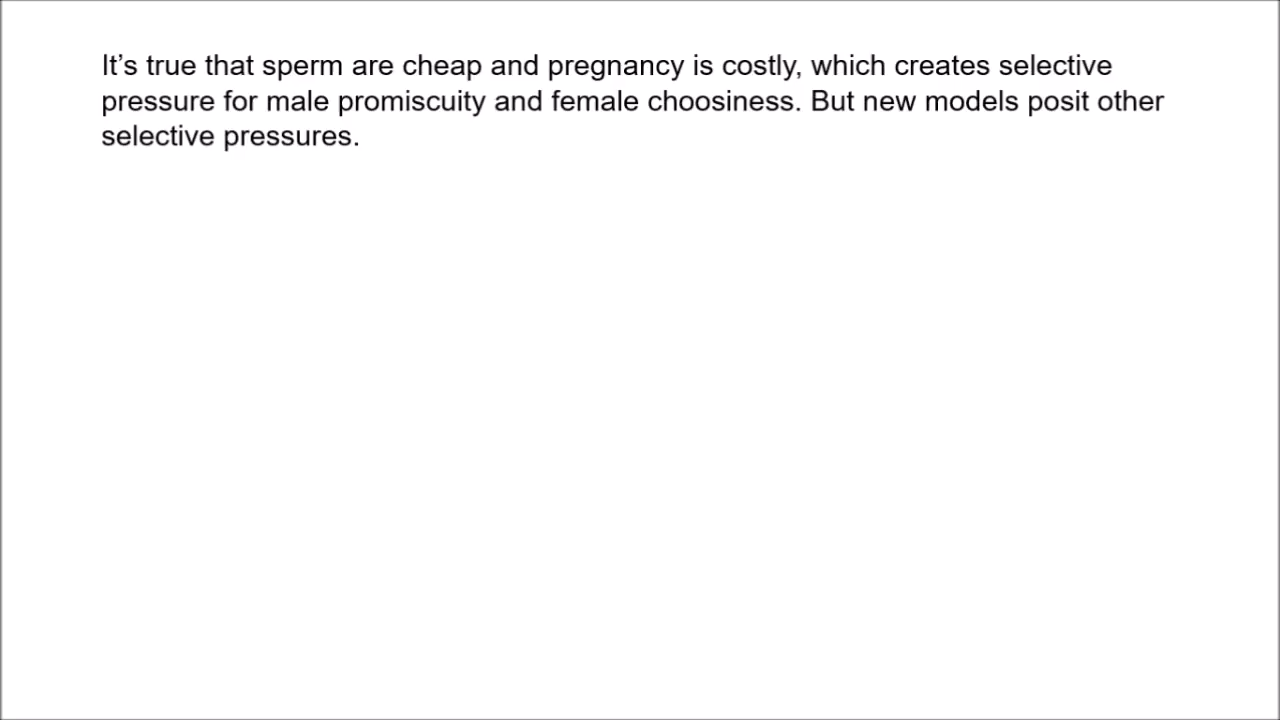 It’s true that sperm are cheap and pregnancy is costly, which creates selective
pressure for male promiscuity and female choosiness. But new models posit other
selective pressures.